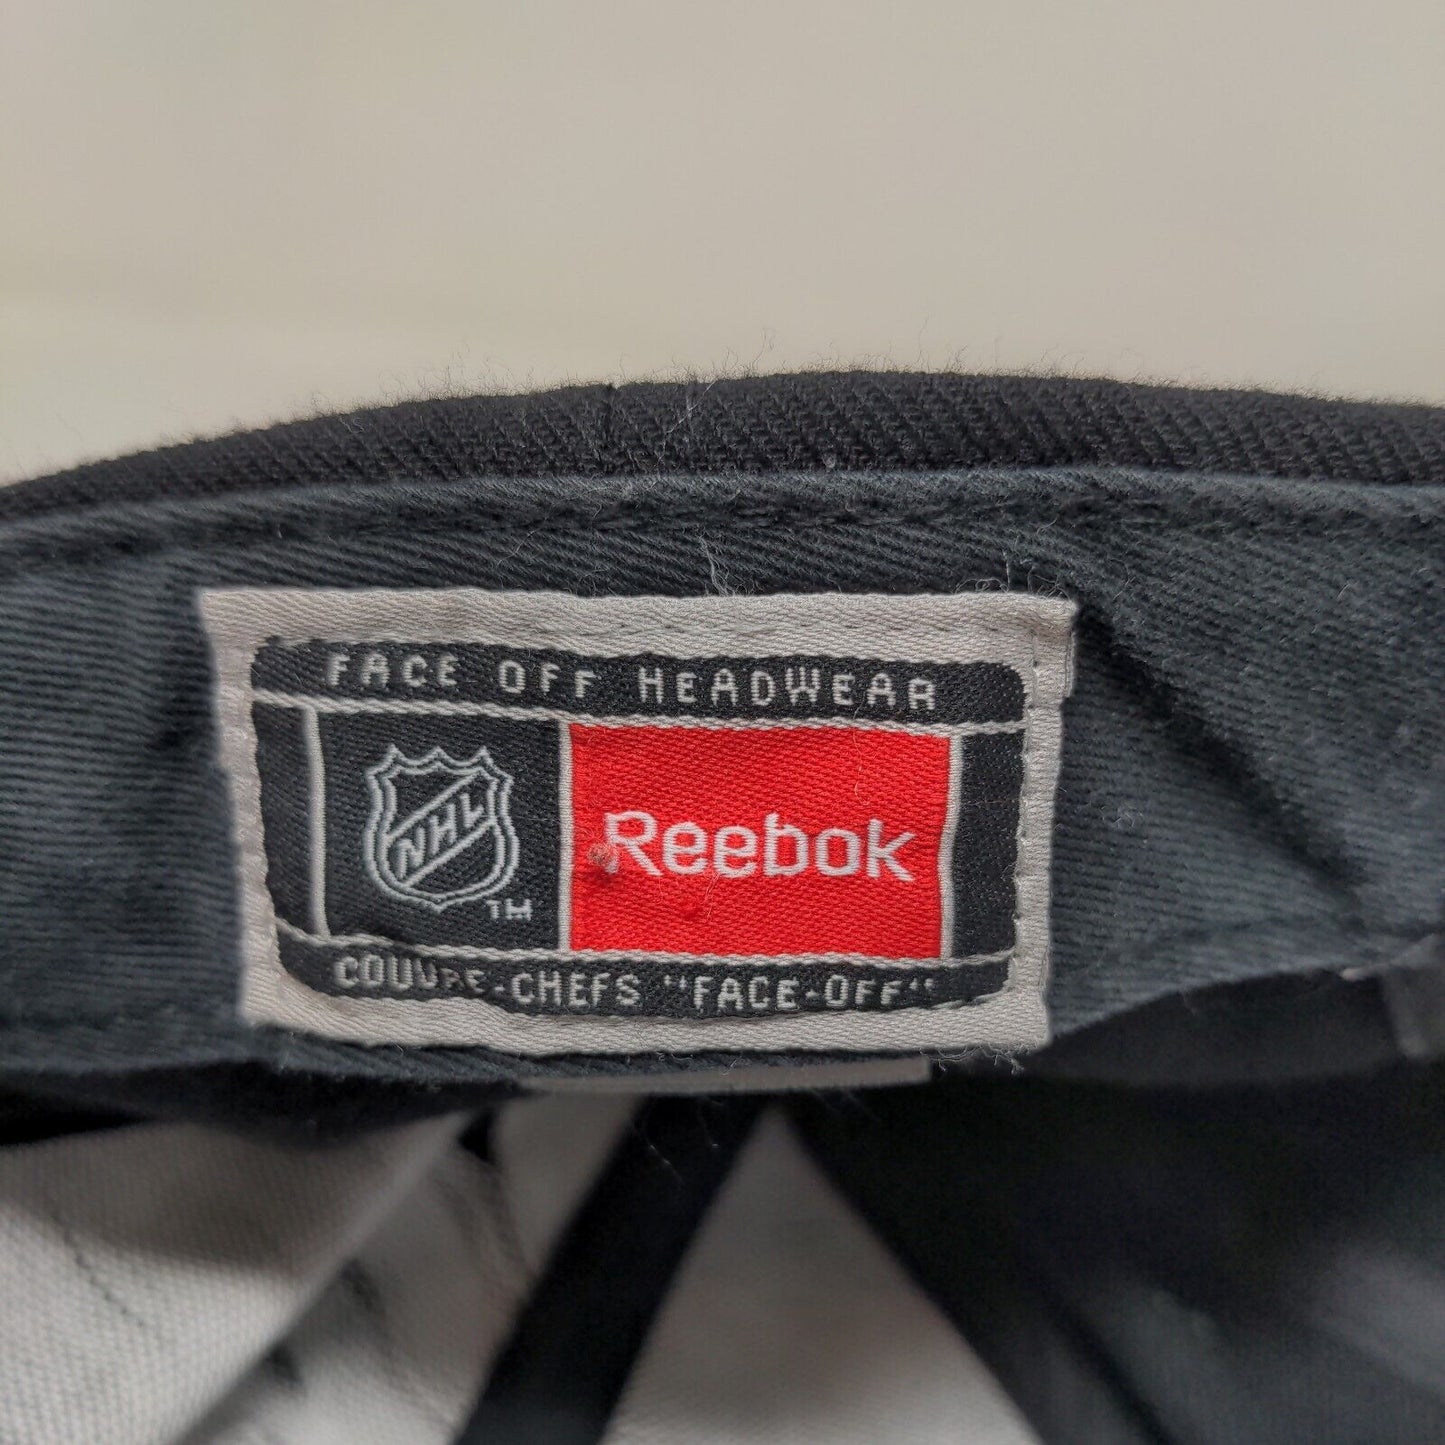 FACE OFF HEADWEAR
NHL TM
Reebok
COUVRE-CHEFS "FACE-OFF"